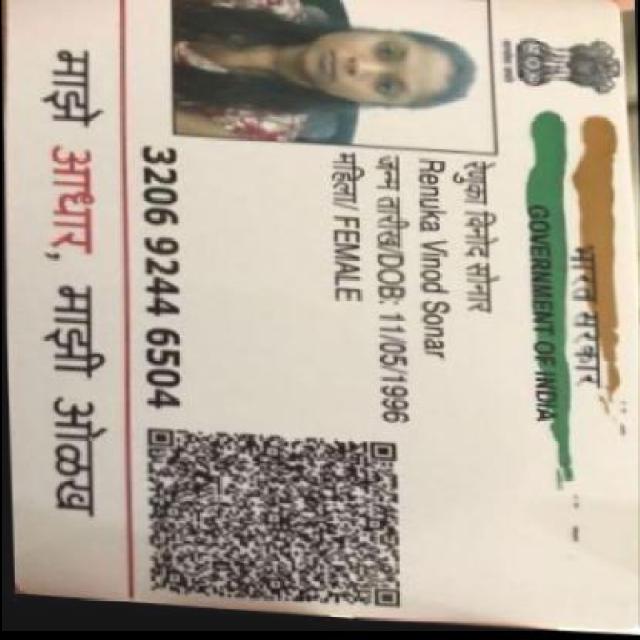 भारत सरकार
GOVERNMENT OF INDIA
रेणुका विनोद सोनार
Renuka Vinod Sonar
जन्म तारीख/DOB: 11/05/1996
महिला/ FEMALE
3206 9244 6504
माझे आधार, माझी ओळख